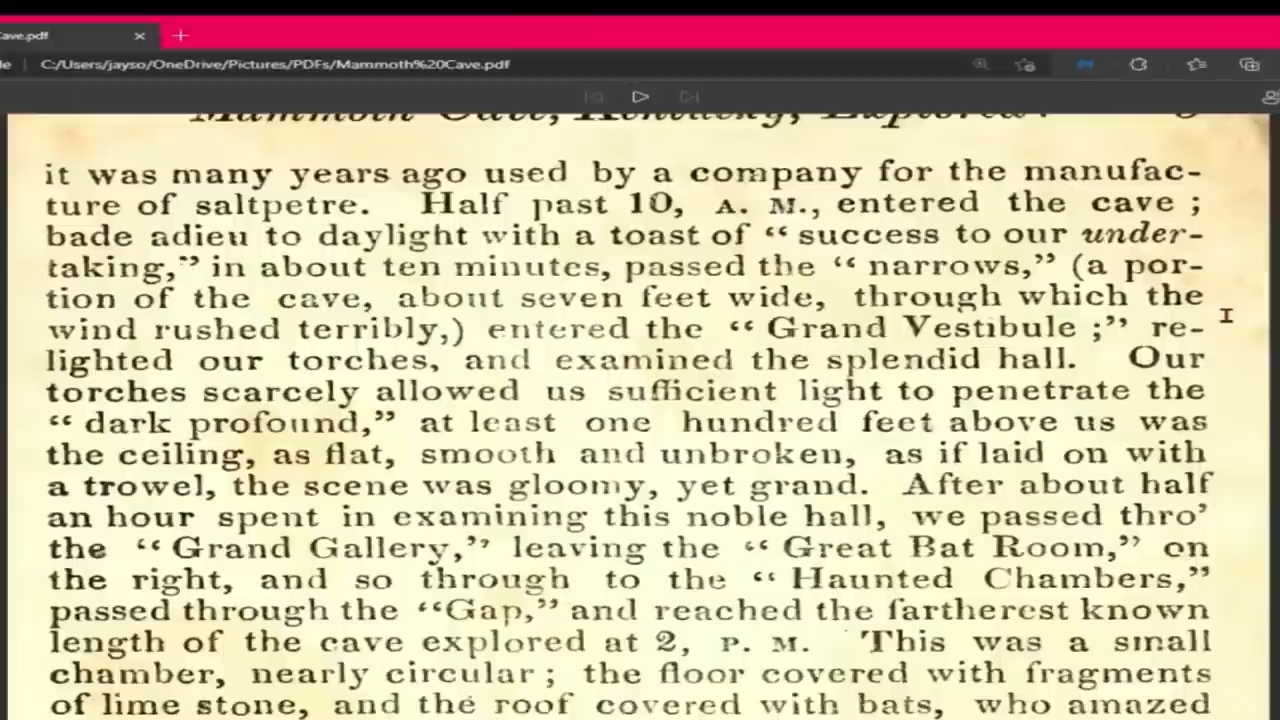 ave.pdf
C:/Users/jayso/OneDrive/Pictures/PDFs/Mammoth%20Cave.pdf
Mammoth Cave, Kentucky, Explored.
it was many years ago used by a company for the manufac-
ture of saltpetre. Half past 10, A. M., entered the cave ;
bade adieu to daylight with a toast of “ success to our under-
taking,” in about ten minutes, passed the “ narrows,” (a por-
tion of the cave, about seven feet wide, through which the
wind rushed terribly,) entered the “ Grand Vestibule ;” re-
lighted our torches, and examined the splendid hall. Our
torches scarcely allowed us sufficient light to penetrate the
“ dark profound,” at least one hundred feet above us was
the ceiling, as flat, smooth and unbroken, as if laid on with
a trowel, the scene was gloomy, yet grand. After about half
an hour spent in examining this noble hall, we passed thro’
the “ Grand Gallery,” leaving the “ Great Bat Room,” on
the right, and so through to the “ Haunted Chambers,”
passed through the “Gap,” and reached the fartherest known
length of the cave explored at 2, P. M. This was a small
chamber, nearly circular ; the floor covered with fragments
of lime stone, and the roof covered with bats, who amazed